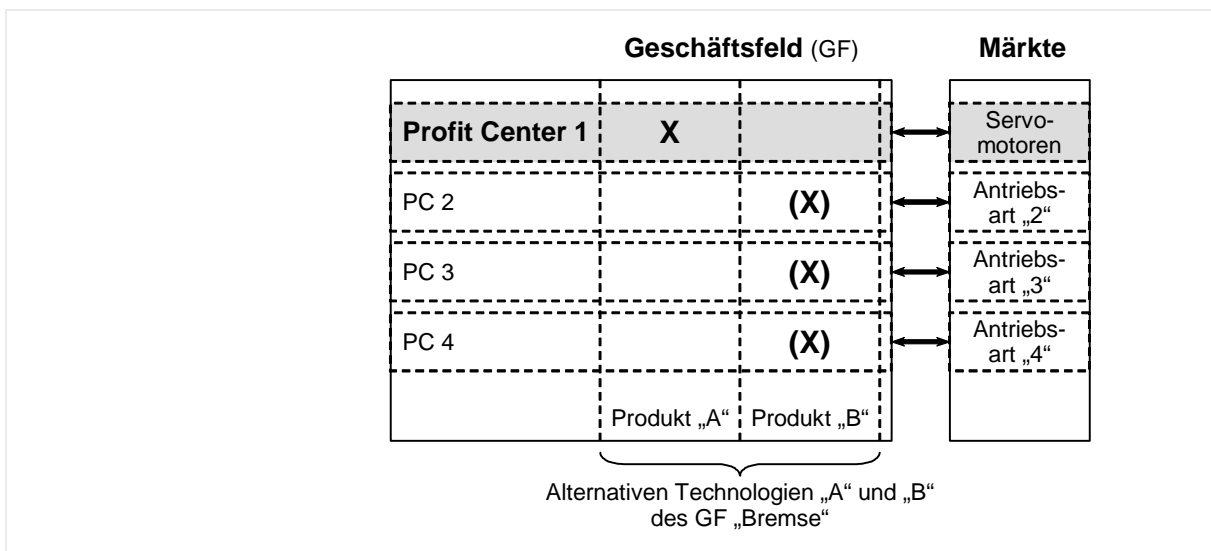 Geschäftsfeld (GF) Märkte
Profit Center 1 X Servo-
motoren
PC 2 (X) Antriebs-
art „2“
PC 3 (X) Antriebs-
art „3“
PC 4 (X) Antriebs-
art „4“
Produkt „A“ Produkt „B“
Alternativen Technologien „A“ und „B“
des GF „Bremse“